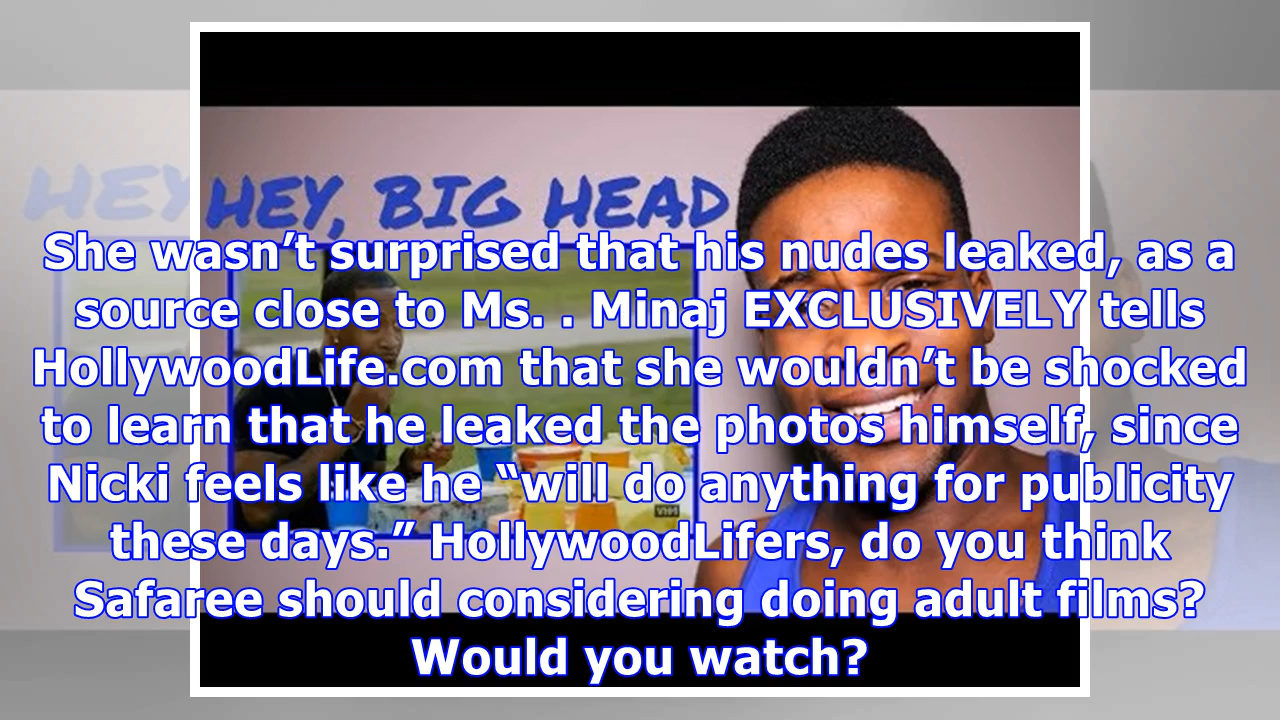 HEY HEY, BIG HEAD
She wasn’t surprised that his nudes leaked, as a
source close to Ms. . Minaj EXCLUSIVELY tells
HollywoodLife.com that she wouldn’t be shocked
to learn that he leaked the photos himself, since
Nicki feels like he “will do anything for publicity
these days.” HollywoodLifers, do you think
Safaree should considering doing adult films?
Would you watch?
VH1